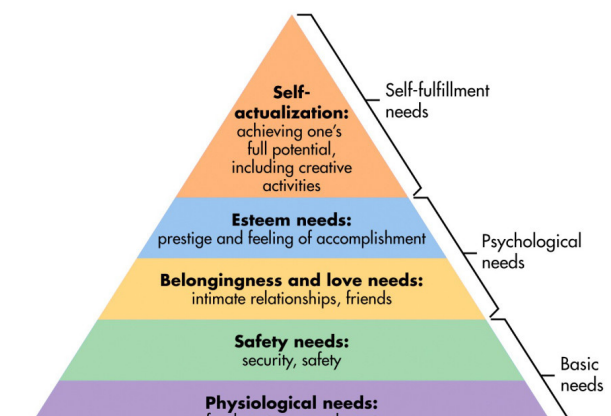 Self-
actualization:
achieving one's
full potential,
including creative
activities
Self-fulfillment
needs
Esteem needs:
prestige and feeling of accomplishment
Psychological
needs
Belongingness and love needs:
intimate relationships, friends
Safety needs:
security, safety
Basic
needs
Physiological needs: